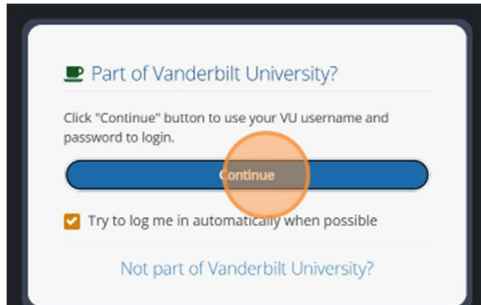 Part of Vanderbilt University?
Click "Continue" button to use your VU username and
password to login.
Continue
Try to log me in automatically when possible
Not part of Vanderbilt University?